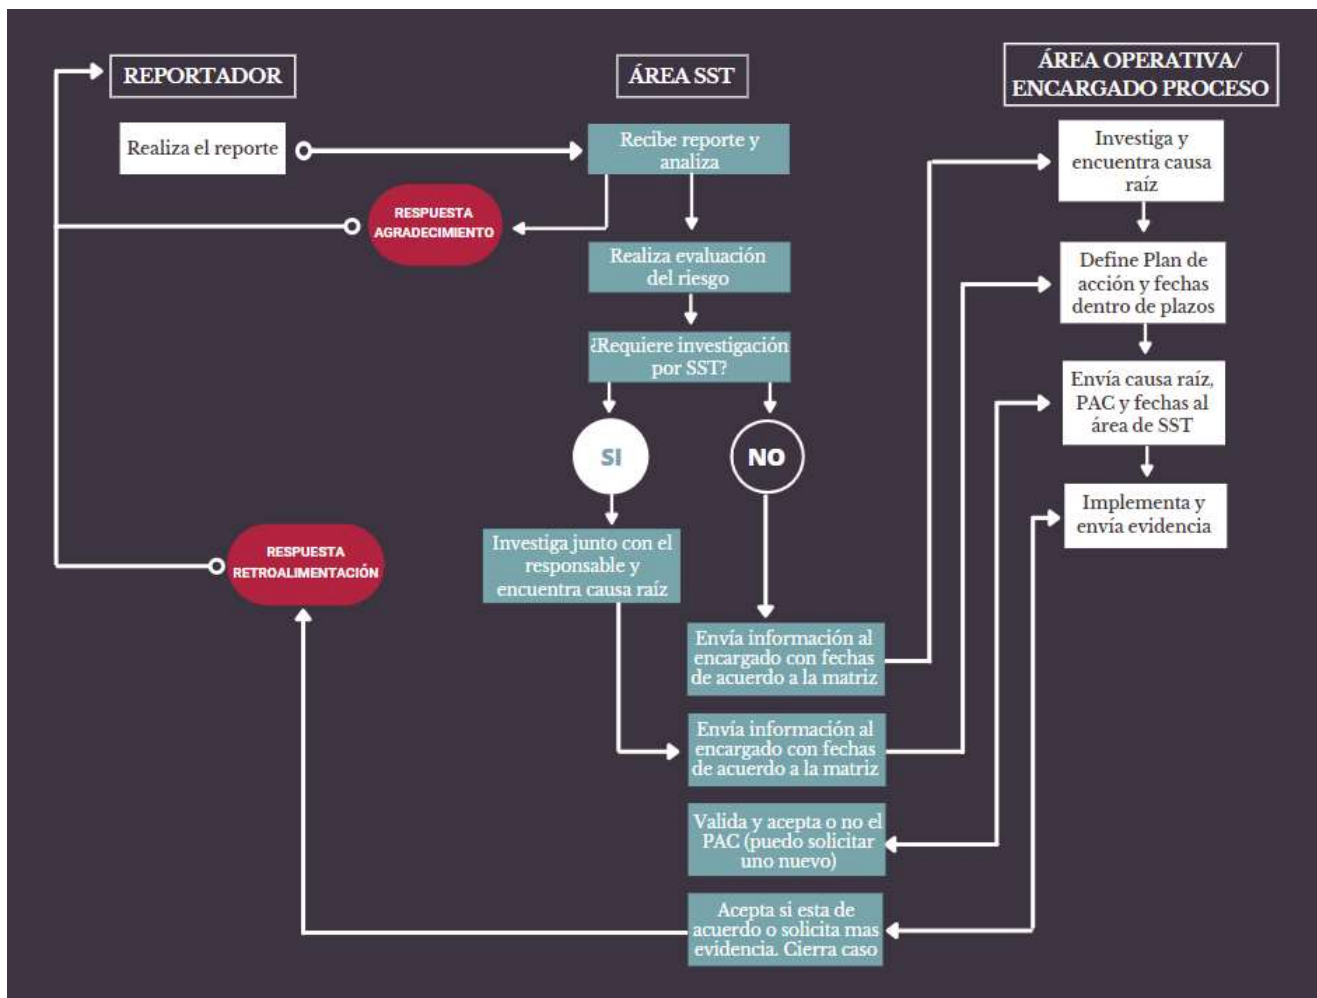 REPORTADOR
ÁREA SST
ÁREA OPERATIVA/
ENCARGADO PROCESO
Realiza el reporte
Recibe reporte y
analiza
Investiga y
encuentra causa
raíz
RESPUESTA
AGRADECIMIENTO
Realiza evaluación
del riesgo
Define Plan de
acción y fechas
dentro de plazos
¿Requiere investigación
por SST?
Envía causa raíz,
PAC y fechas al
área de SST
SI
NO
Implementa y
envía evidencia
Investiga junto con el
responsable y
encuentra causa raíz
RESPUESTA
RETROALIMENTACIÓN
Envía información al
encargado con fechas
de acuerdo a la matriz
Envía información al
encargado con fechas
de acuerdo a la matriz
Valida y acepta o no el
PAC (puedo solicitar
uno nuevo)
Acepta si esta de
acuerdo o solicita mas
evidencia. Cierra caso